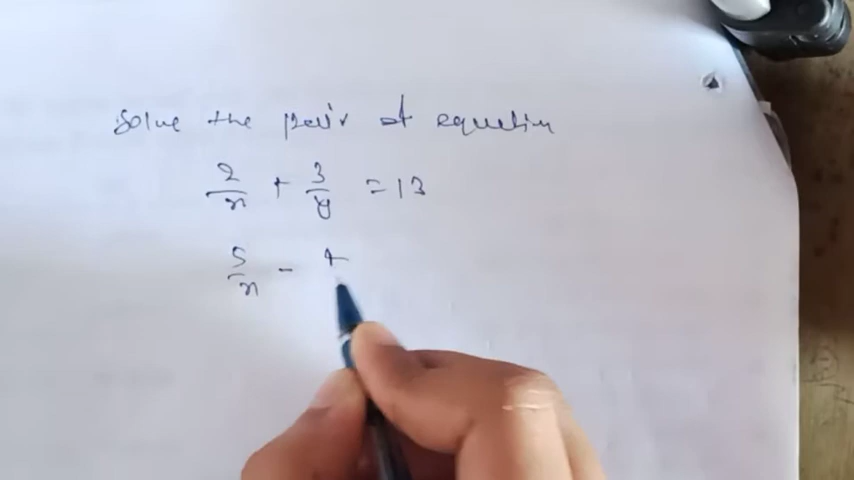 Solve the pair of equation
2/x + 3/y = 13
5/x - 4